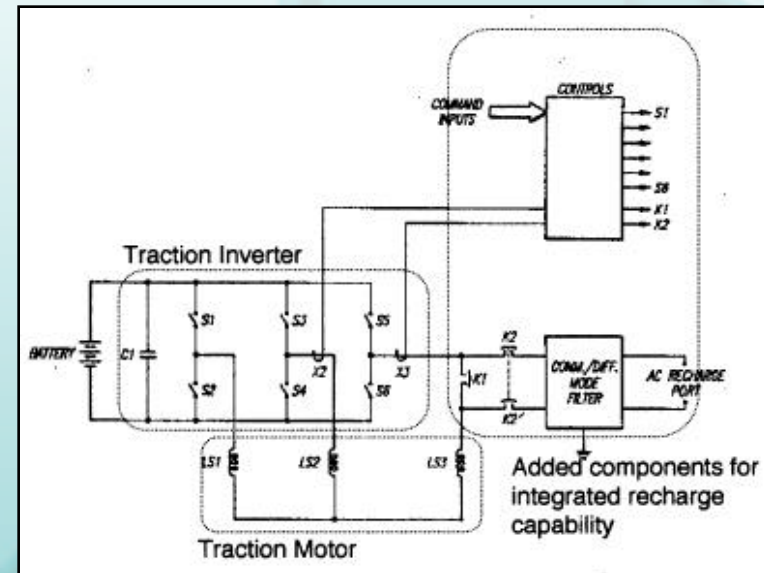 CONTROLS
COMMAND
INPUTS
S1
S6
K1
K2
Traction Inverter
S1
S3
S5
BATTERY
C1
X2
X3
K2
K1
COMM./DIFF.
MODE
FILTER
AC RECHARGE
PORT
S2
S4
S6
K2'
LS1
LS2
LS3
Added components for
integrated recharge
capability
Traction Motor